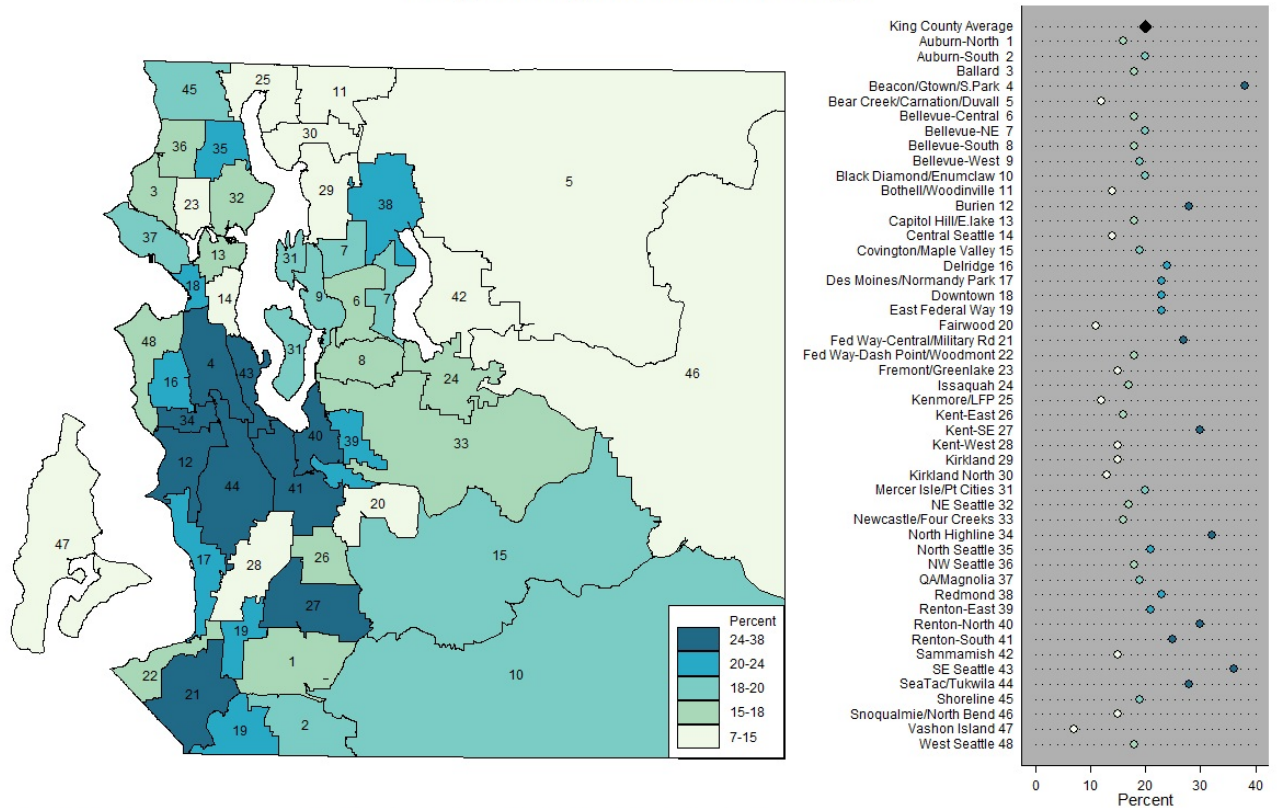 45
25
11
30
36
35
5
3
23
32
29
38
37
13
31
7
18
14
9
6
7
42
48
4
43
31
8
24
46
16
34
40
39
33
12
44
41
20
47
17
28
26
15
27
19
1
22
21
10
19
2
Percent
24-38
20-24
18-20
15-18
7-15
King County Average
Auburn-North 1
Auburn-South 2
Ballard 3
Beacon/Gtown/S.Park 4
Bear Creek/Carnation/Duvall 5
Bellevue-Central 6
Bellevue-NE 7
Bellevue-South 8
Bellevue-West 9
Black Diamond/Enumclaw 10
Bothell/Woodinville 11
Burien 12
Capitol Hill/E.lake 13
Central Seattle 14
Covington/Maple Valley 15
Delridge 16
Des Moines/Normandy Park 17
Downtown 18
East Federal Way 19
Fairwood 20
Fed Way-Central/Military Rd 21
Fed Way-Dash Point/Woodmont 22
Fremont/Greenlake 23
Issaquah 24
Kenmore/LFP 25
Kent-East 26
Kent-SE 27
Kent-West 28
Kirkland 29
Kirkland North 30
Mercer Isle/Pt Cities 31
NE Seattle 32
Newcastle/Four Creeks 33
North Highline 34
North Seattle 35
NW Seattle 36
QA/Magnolia 37
Redmond 38
Renton-East 39
Renton-North 40
Renton-South 41
Sammamish 42
SE Seattle 43
SeaTac/Tukwila 44
Shoreline 45
Snoqualmie/North Bend 46
Vashon Island 47
West Seattle 48
0 10 20 30 40
Percent